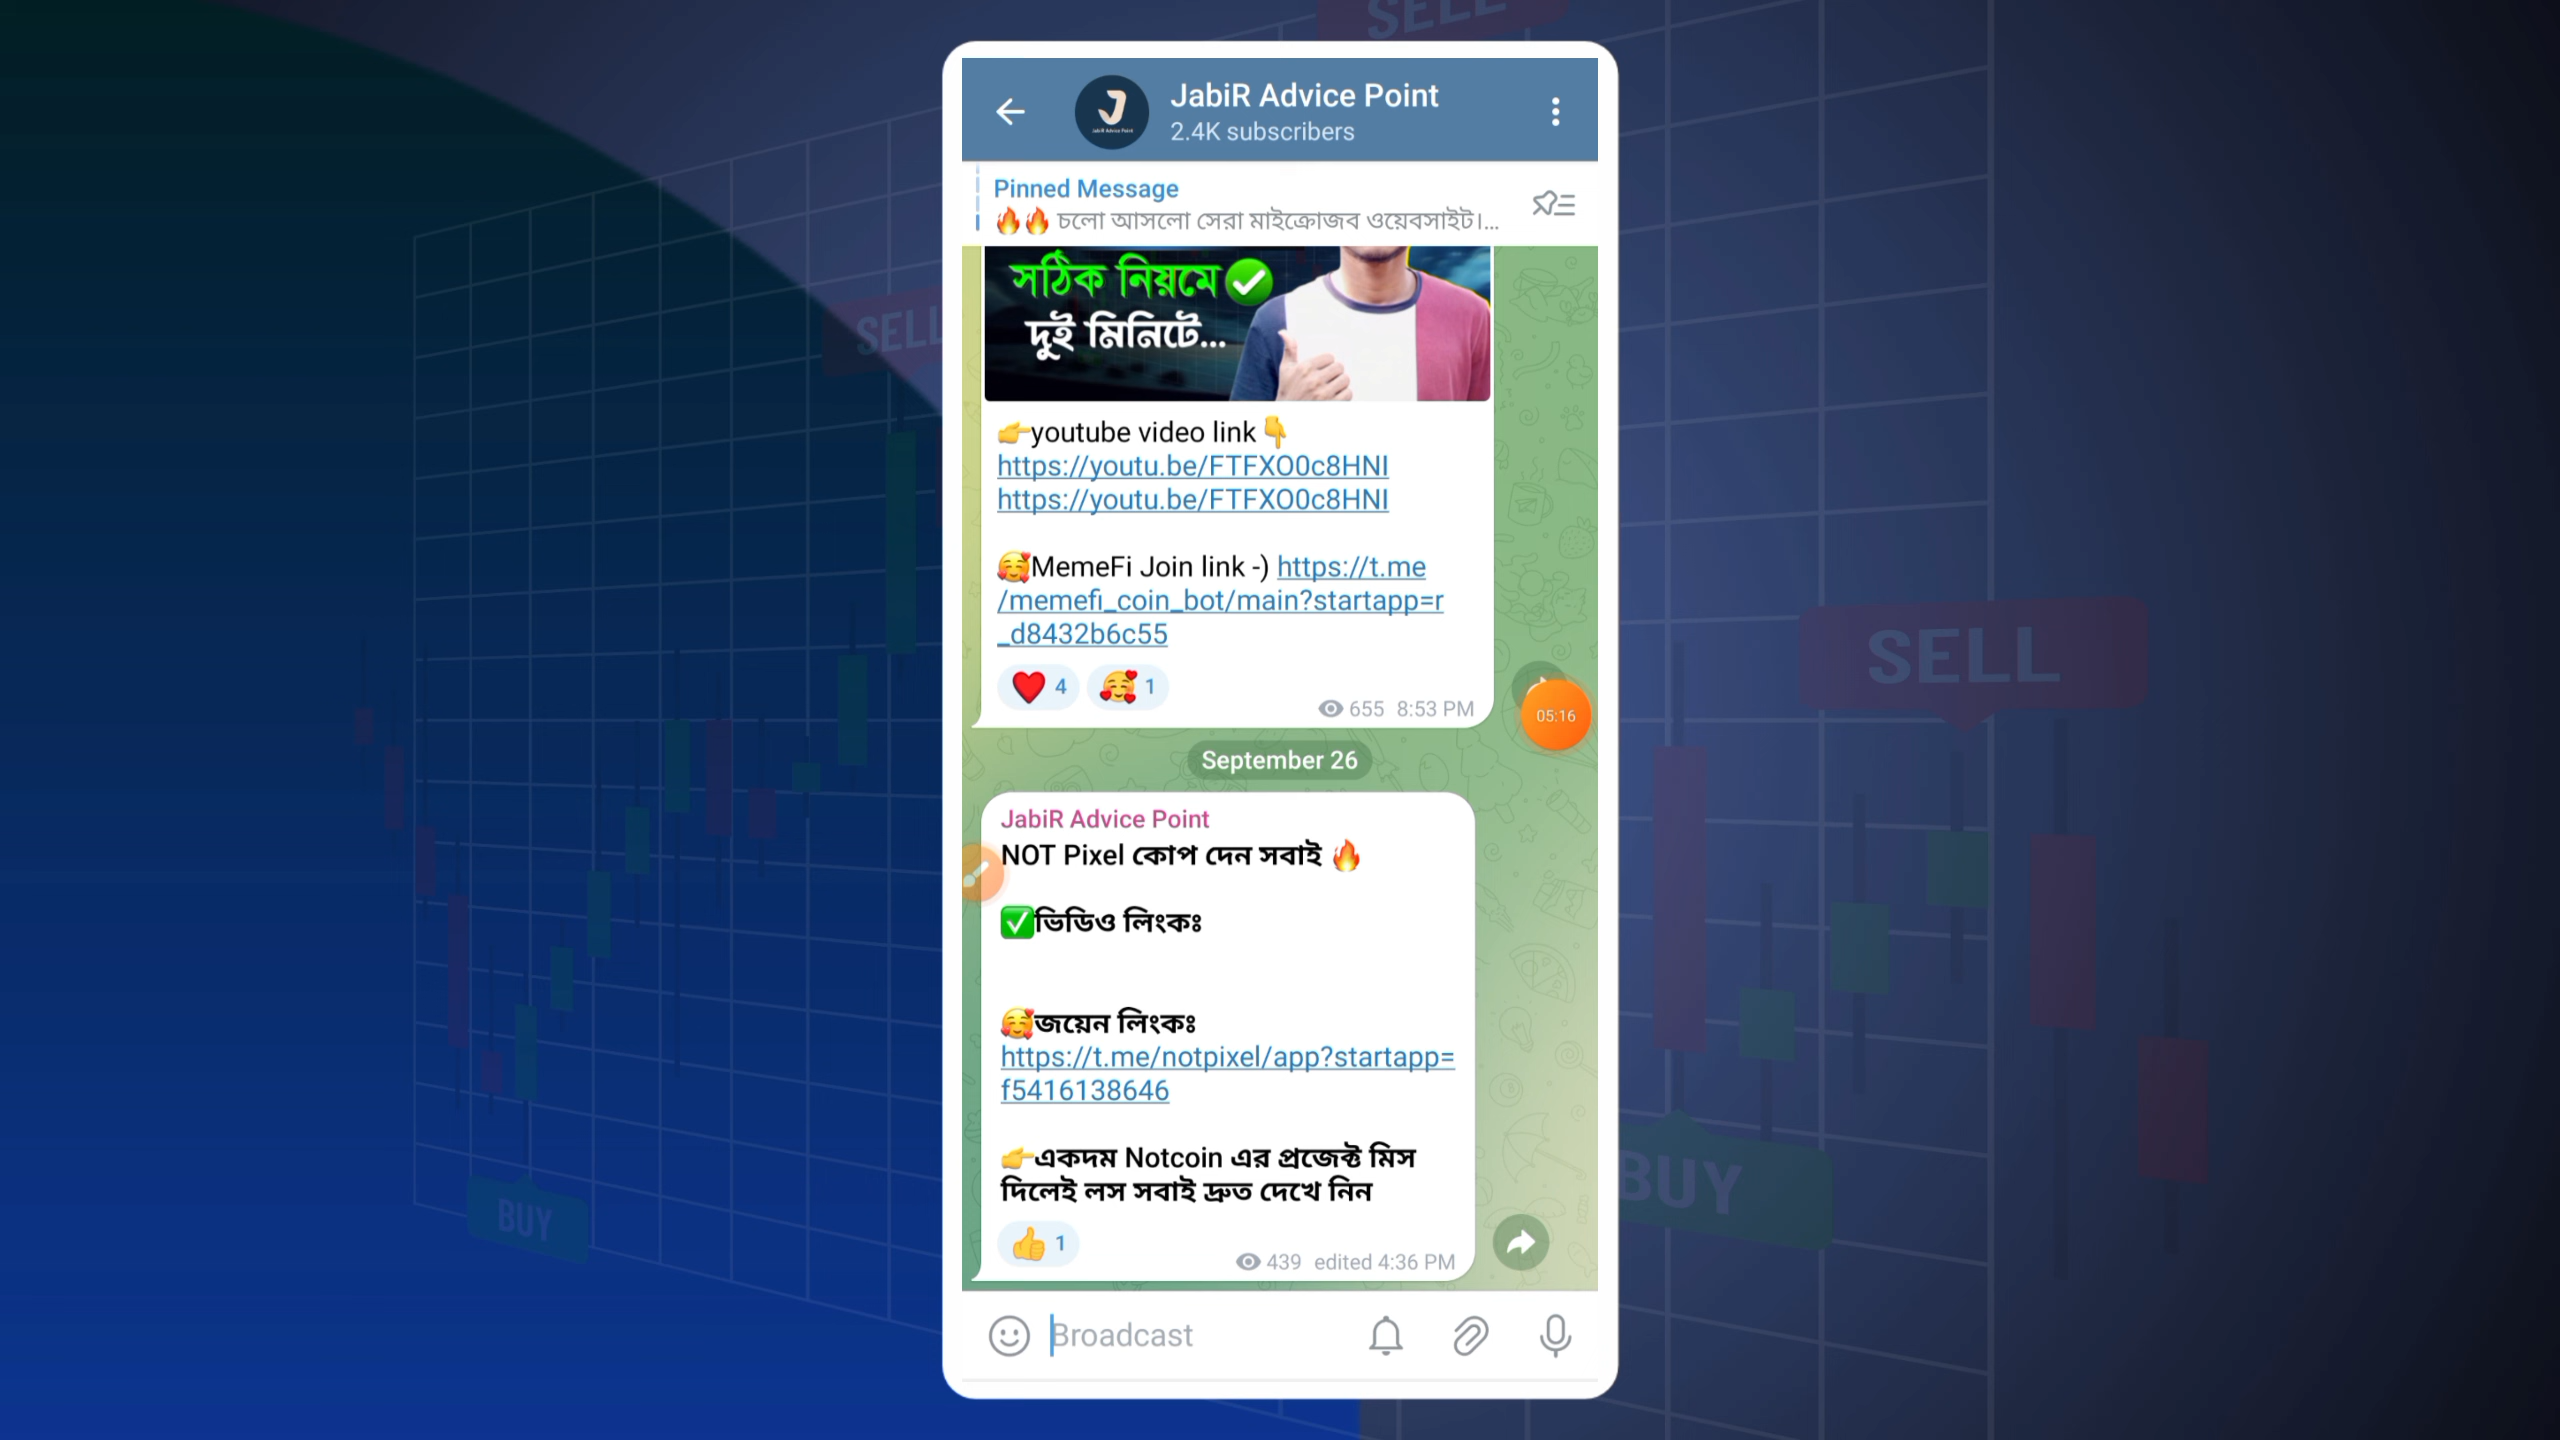 SELL
JabiR Advice Point
2.4K subscribers
Pinned Message
🔥🔥 চলো আসলো সেরা মাইক্রোজব ওয়েবসাইট।...
সঠিক নিয়মে✅
দুই মিনিটে...
👉youtube video link👇
https://youtu.be/FTFXO0c8HNI
https://youtu.be/FTFXO0c8HNI
🥰MemeFi Join link -) https://t.me
/memefi_coin_bot/main?startapp=r
_d8432b6c55
❤️ 4 🥰 1
655 8:53 PM
05:16
September 26
JabiR Advice Point
NOT Pixel কোপ দেন সবাই 🔥
✅ভিডিও লিংকঃ
🥰জয়েন লিংকঃ
https://t.me/notpixel/app?startapp=
f5416138646
👉একদম Notcoin এর প্রজেক্ট মিস
দিলেই লস সবাই দ্রুত দেখে নিন
👍 1
439 edited 4:36 PM
Broadcast
SELL
SELL
BUY
BUY